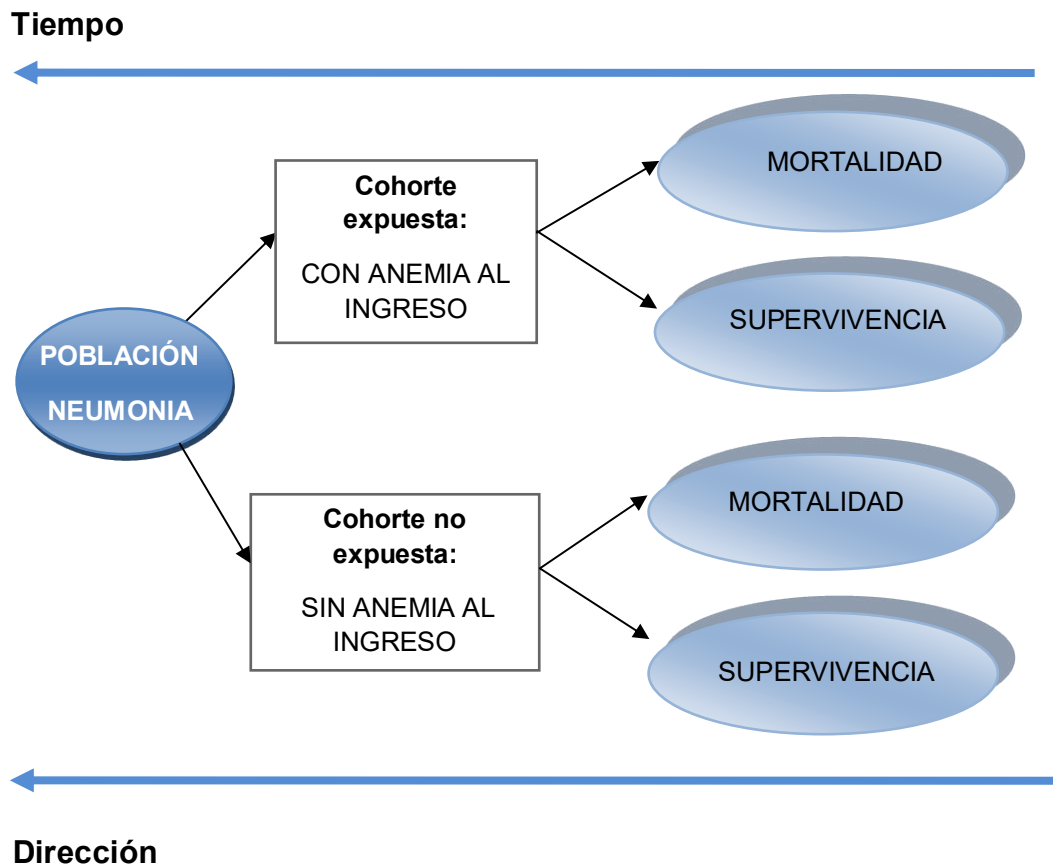 Tiempo
MORTALIDAD
Cohorte
expuesta:
CON ANEMIA AL
INGRESO
SUPERVIVENCIA
POBLACIÓN
NEUMONIA
MORTALIDAD
Cohorte no
expuesta:
SIN ANEMIA AL
INGRESO
SUPERVIVENCIA
Dirección